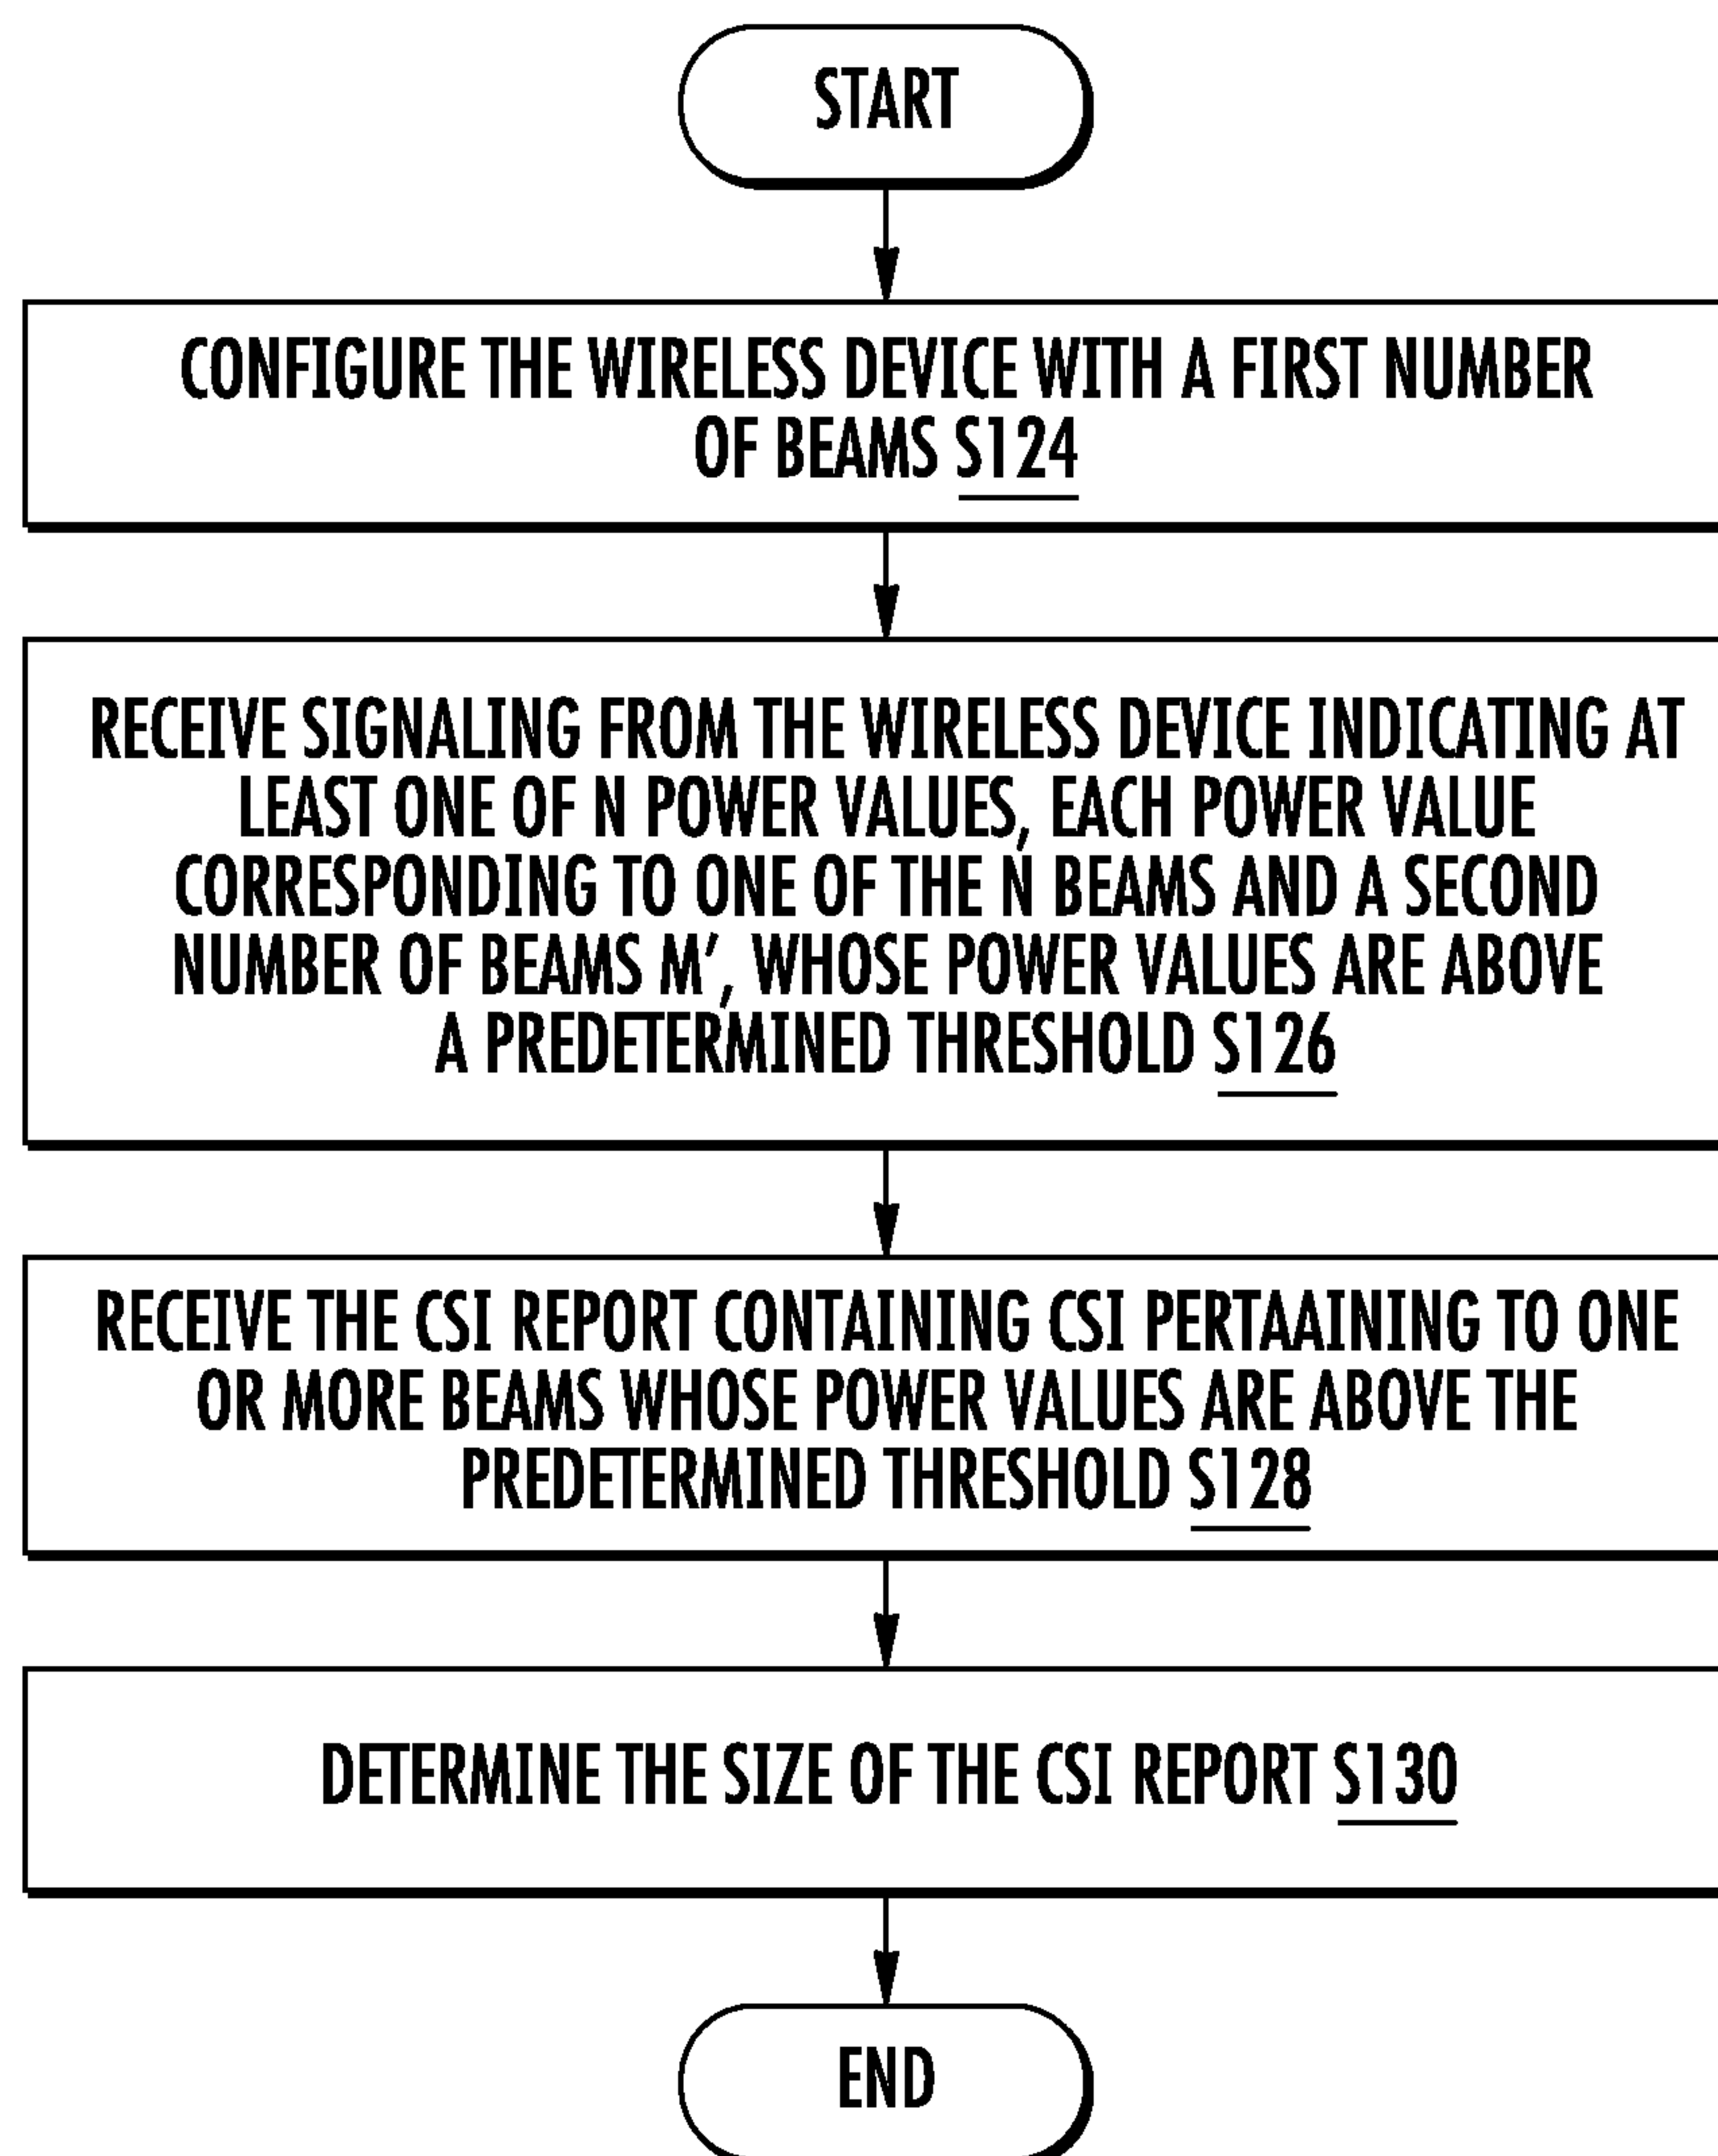 START
CONFIGURE THE WIRELESS DEVICE WITH A FIRST NUMBER
OF BEAMS S124
RECEIVE SIGNALING FROM THE WIRELESS DEVICE INDICATING AT
LEAST ONE OF N POWER VALUES, EACH POWER VALUE
CORRESPONDING TO ONE OF THE N BEAMS AND A SECOND
NUMBER OF BEAMS M′, WHOSE POWER VALUES ARE ABOVE
A PREDETERMINED THRESHOLD S126
RECEIVE THE CSI REPORT CONTAINING CSI PERTAAINING TO ONE
OR MORE BEAMS WHOSE POWER VALUES ARE ABOVE THE
PREDETERMINED THRESHOLD S128
DETERMINE THE SIZE OF THE CSI REPORT S130
END